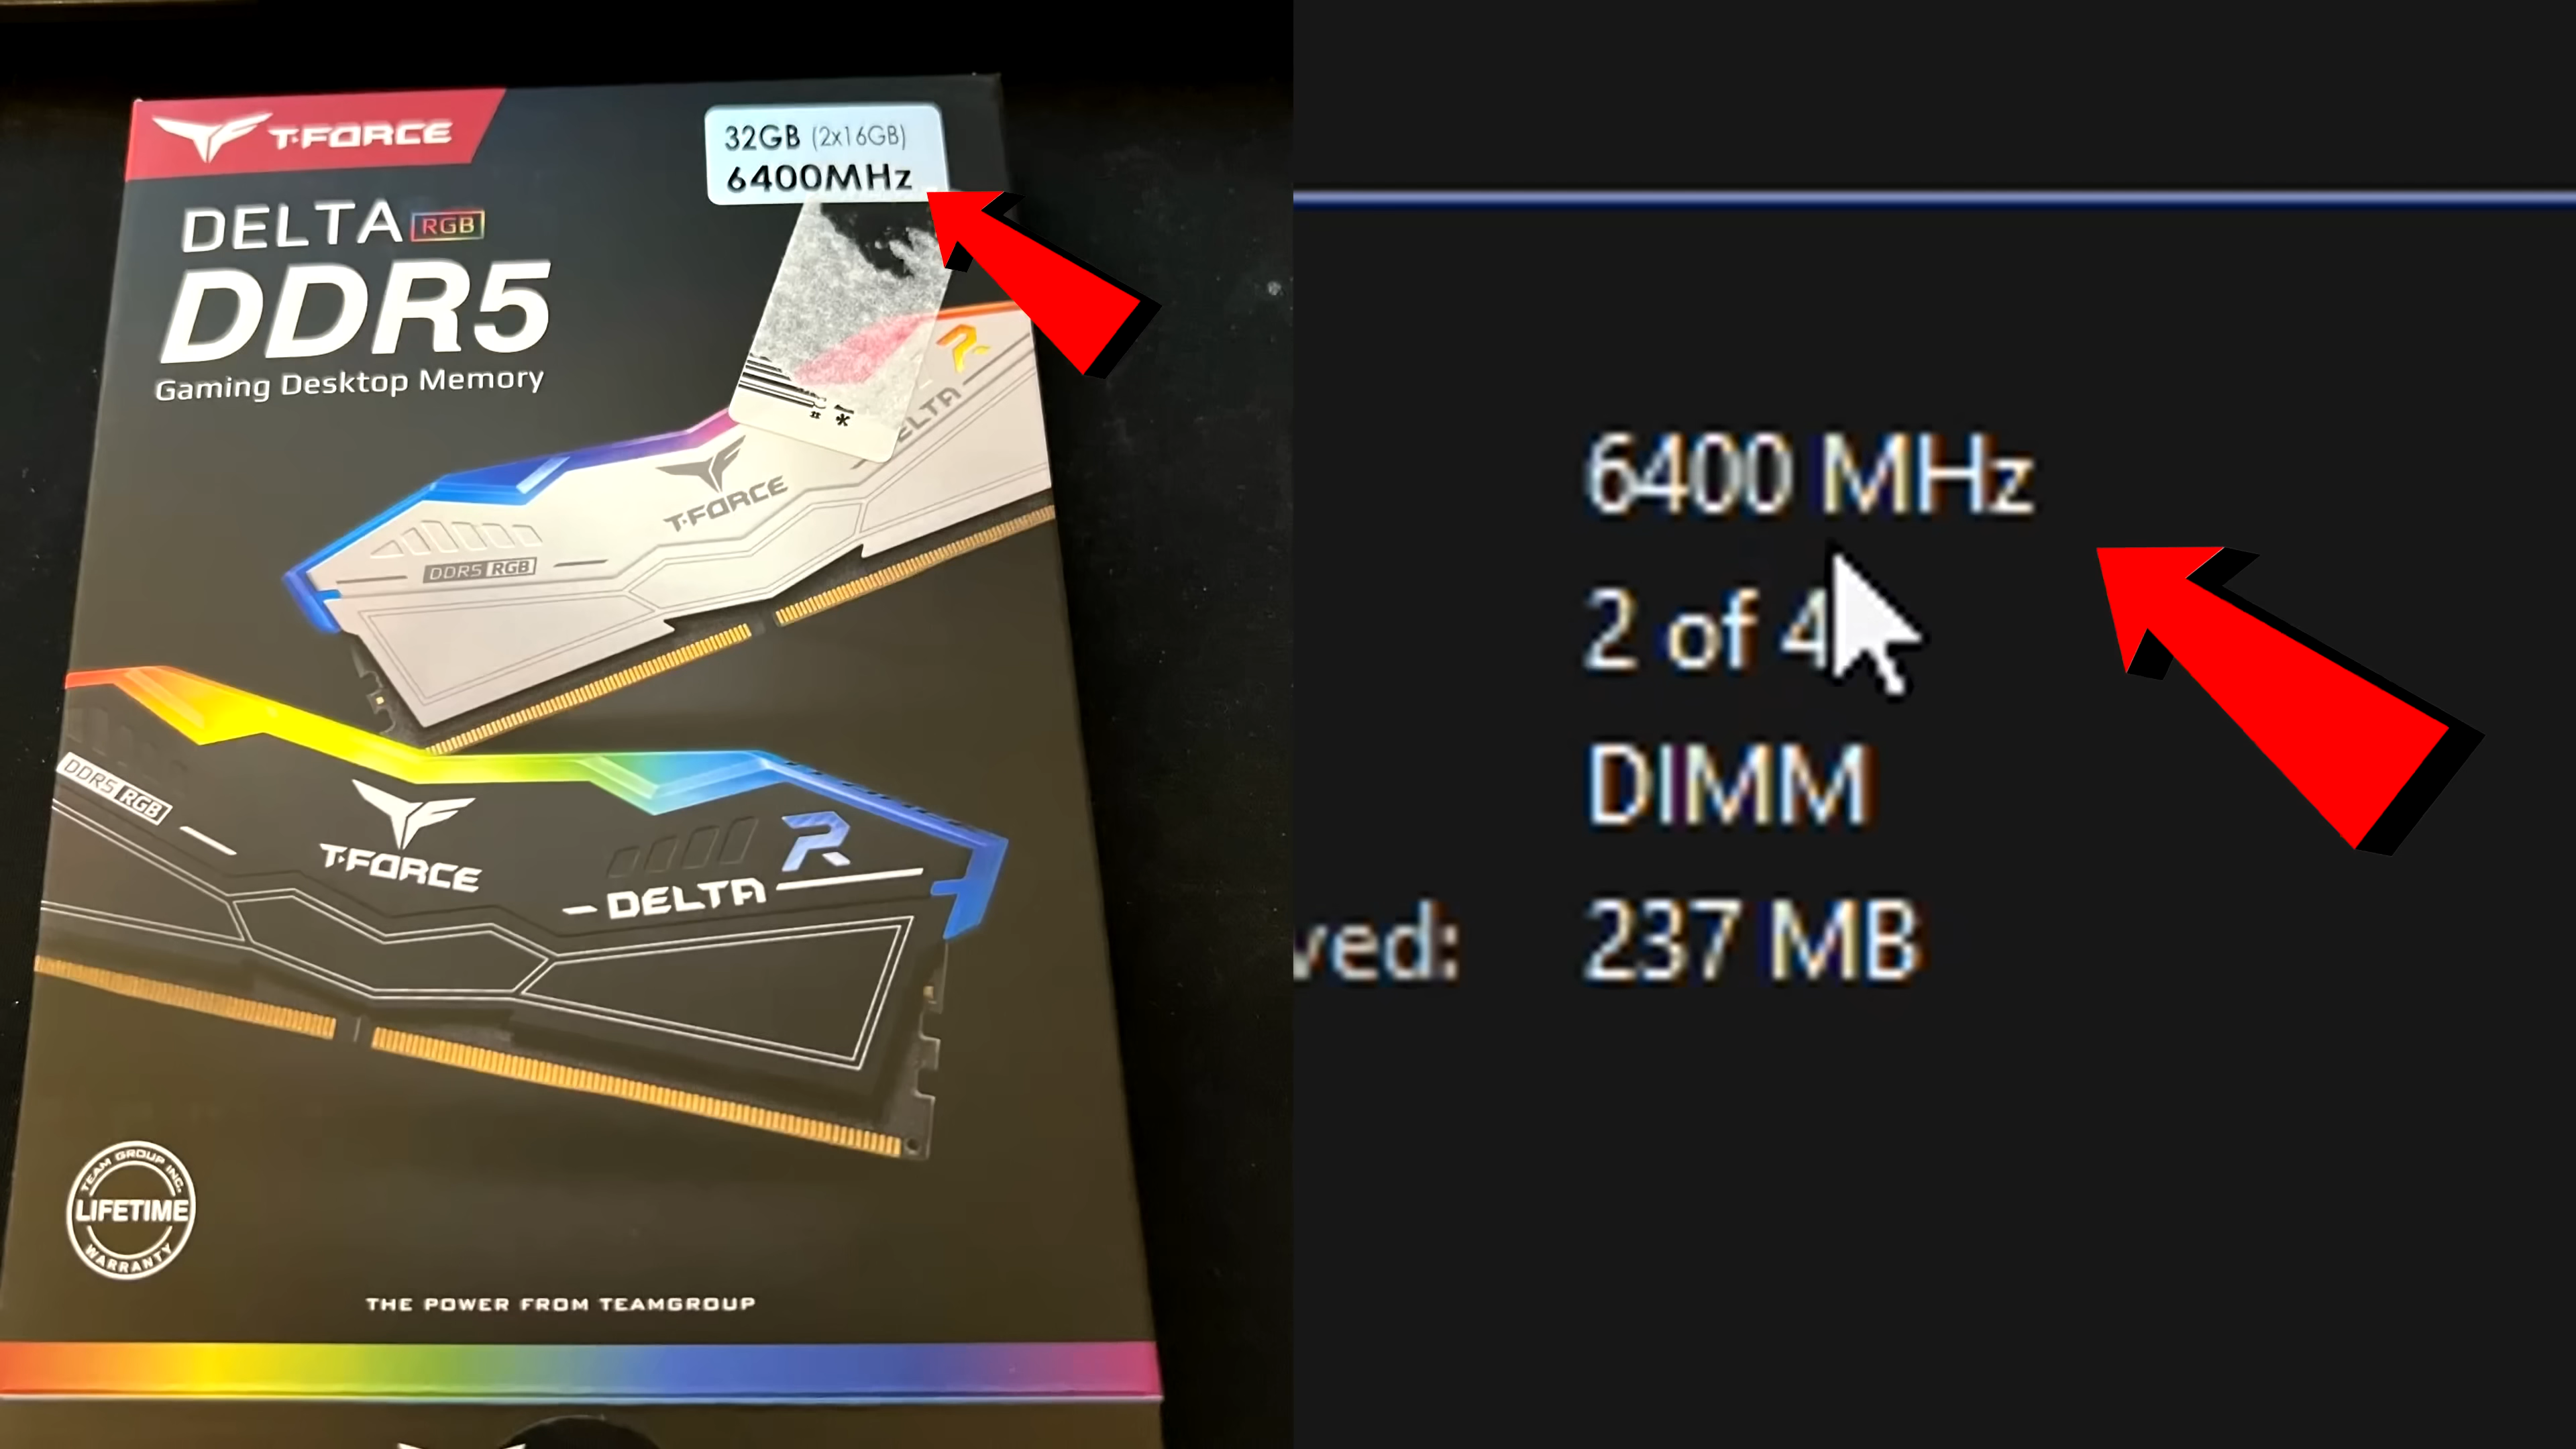 T-FORCE
32GB (2x16GB)
6400MHz
DELTA RGB
DDR5
Gaming Desktop Memory
R
ELTA
T-FORCE
DDR5 RGB
DDR5 RGB
T-FORCE
R
DELTA
TEAM GROUP INC.
LIFETIME
WARRANTY
THE POWER FROM TEAMGROUP
6400 MHz
2 of 4
DIMM
ved: 237 MB